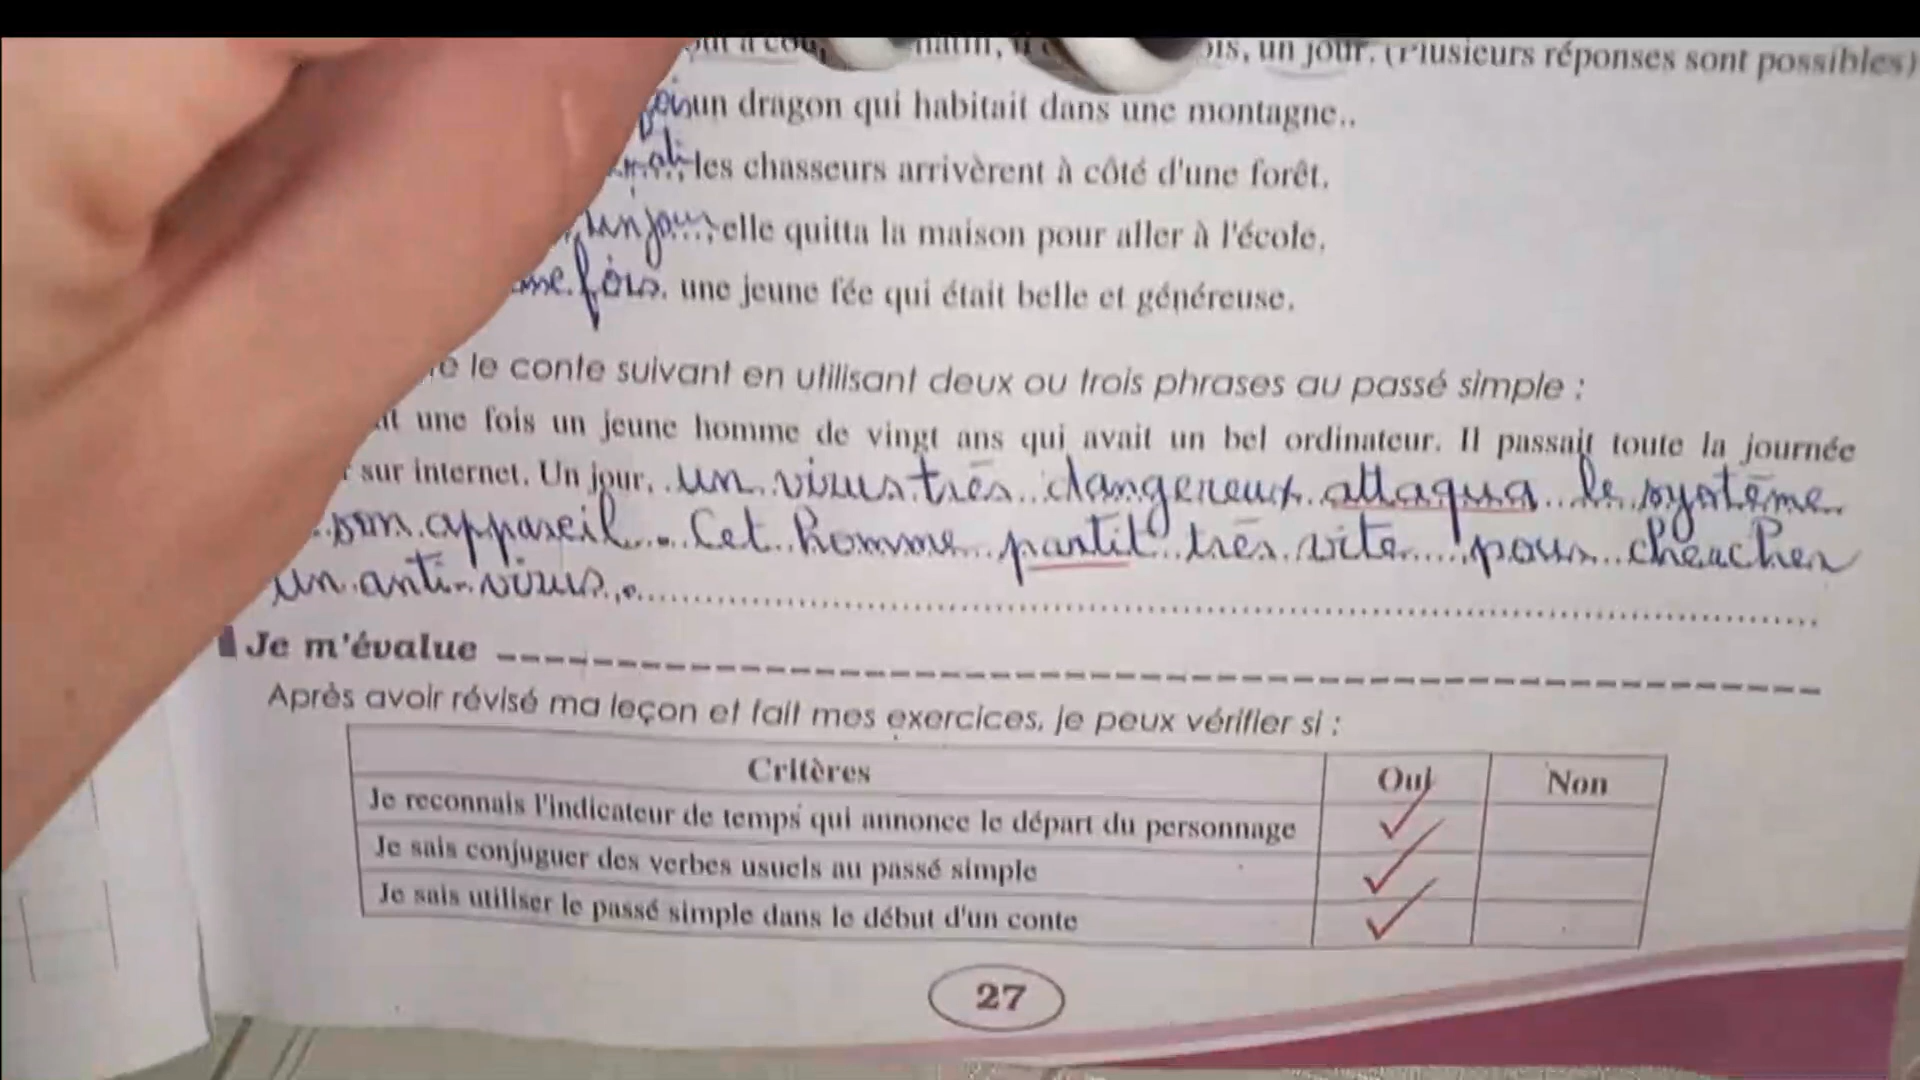 un jour. (Plusieurs réponses sont possibles)
un dragon qui habitait dans une montagne..
les chasseurs arrivèrent à côté d'une forêt.
un jour, elle quitta la maison pour aller à l'école.
fois. une jeune fée qui était belle et généreuse.
le conte suivant en utilisant deux ou trois phrases au passé simple :
une fois un jeune homme de vingt ans qui avait un bel ordinateur. Il passait toute la journée
sur internet. Un jour, un virus très dangereux attaqua le système
son appareil. Cet homme partit très vite pour cheacher
un anti-virus.
Je m'évalue
Après avoir révisé ma leçon et fait mes exercices, je peux vérifier si :
Critères Oui Non
Je reconnais l'indicateur de temps qui annonce le départ du personnage ✓
Je sais conjuguer des verbes usuels au passé simple ✓
Je sais utiliser le passé simple dans le début d'un conte ✓
27